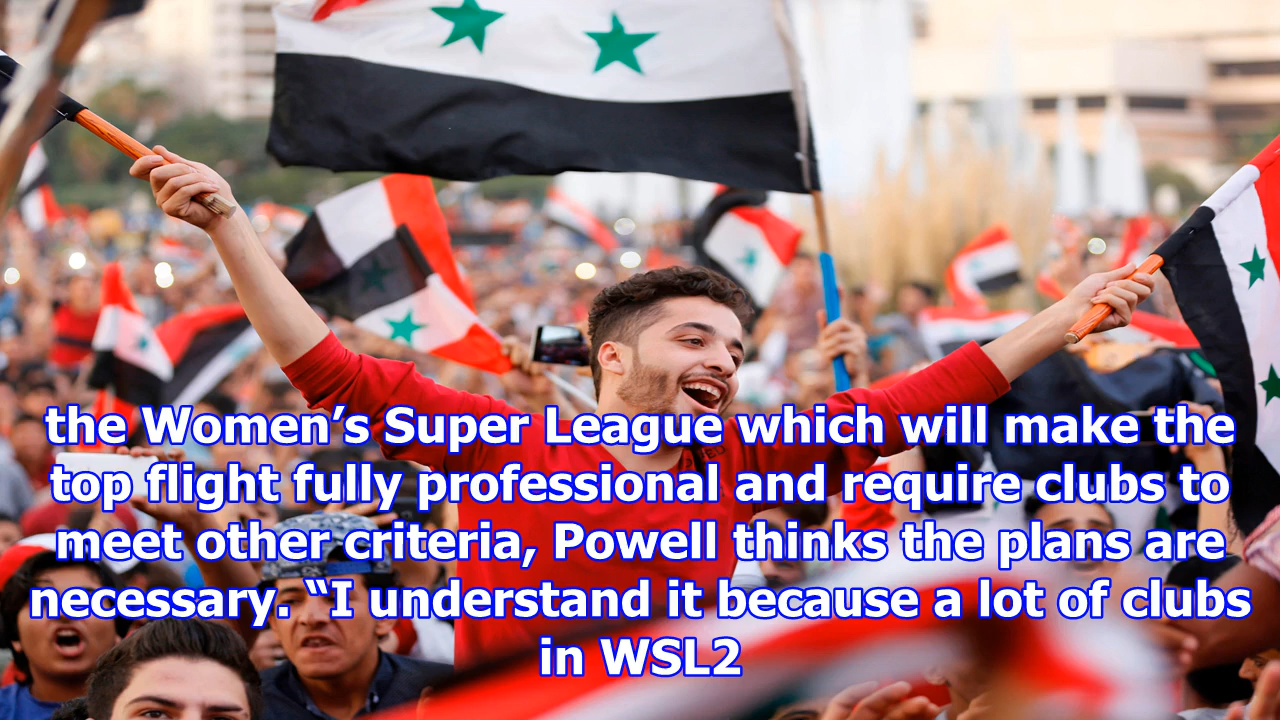 the Women’s Super League which will make the
top flight fully professional and require clubs to
meet other criteria, Powell thinks the plans are
necessary. “I understand it because a lot of clubs
in WSL2